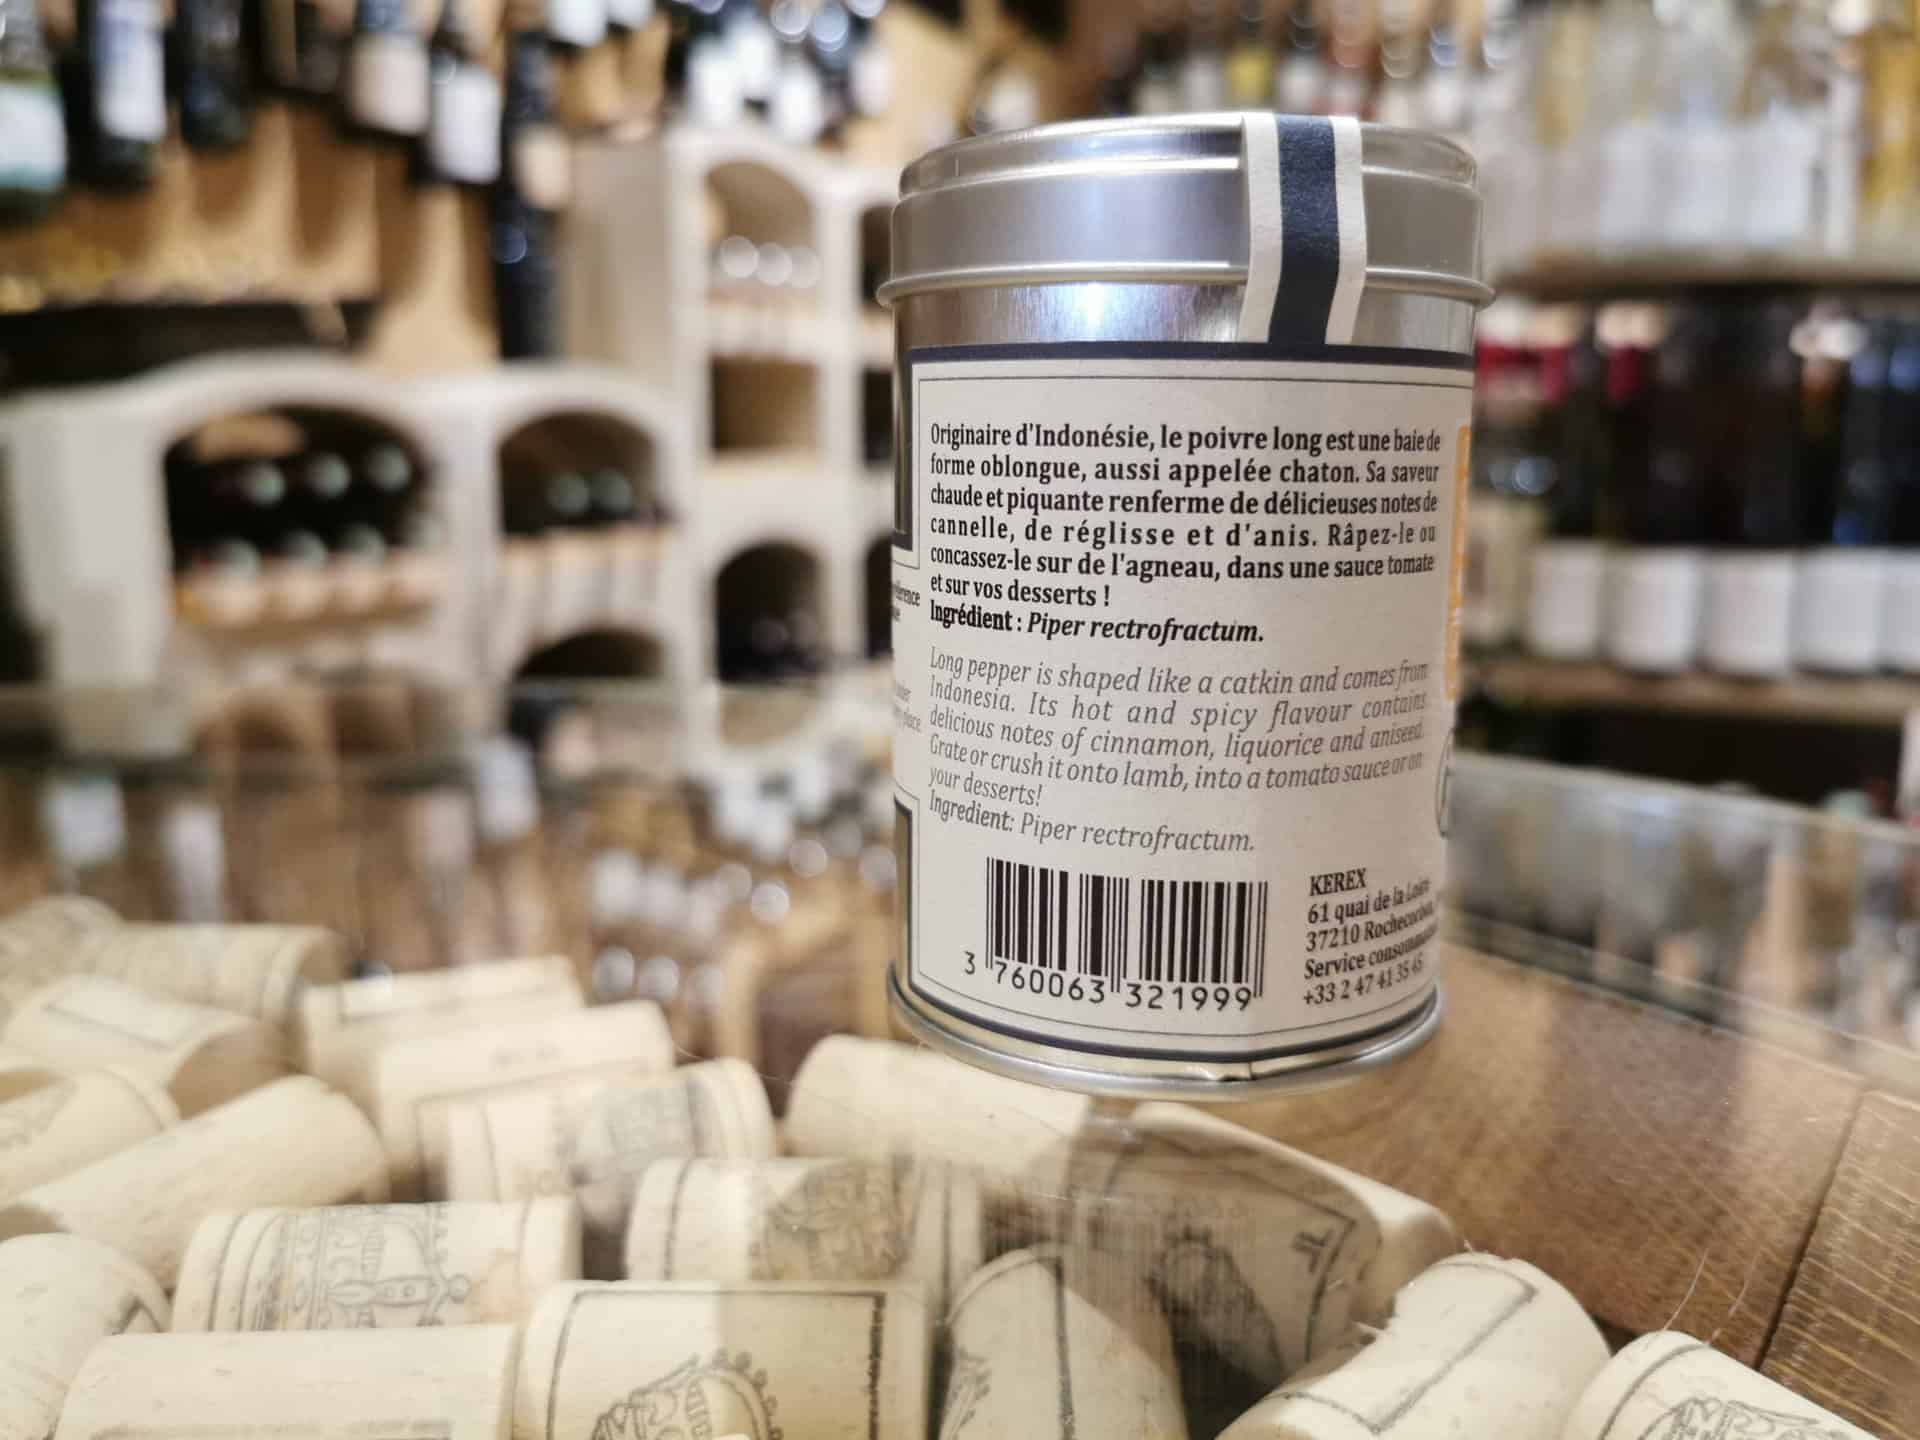 Originaire d'Indonésie, le poivre long est une baie de
forme oblongue, aussi appelée chaton. Sa saveur
chaude et piquante renferme de délicieuses notes de
cannelle, de réglisse et d'anis. Râpez-le ou
concassez-le sur de l'agneau, dans une sauce tomate
et sur vos desserts !
Ingrédient : Piper rectrofractum.
Long pepper is shaped like a catkin and comes from
Indonesia. Its hot and spicy flavour contains
delicious notes of cinnamon, liquorice and aniseed.
Grate or crush it onto lamb, into a tomato sauce or on
your desserts!
Ingredient: Piper rectrofractum.
3 760063 321999
KEREX
61 quai de la Loire
37210 Rochecorbon
Service
+33 2 47 41 35 45